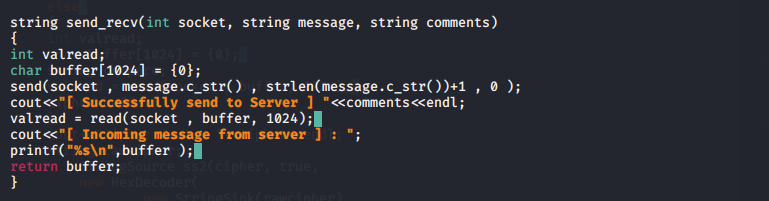 string send_recv(int socket, string message, string comments)
{
int valread;
char buffer[1024] = {0};
send(socket , message.c_str() , strlen(message.c_str())+1 , 0 );
cout<<"[ Successfully send to Server ] "<<comments<<endl;
valread = read(socket , buffer, 1024);
cout<<"[ Incoming message from server ] : ";
printf("%s\n",buffer );
return buffer;
}